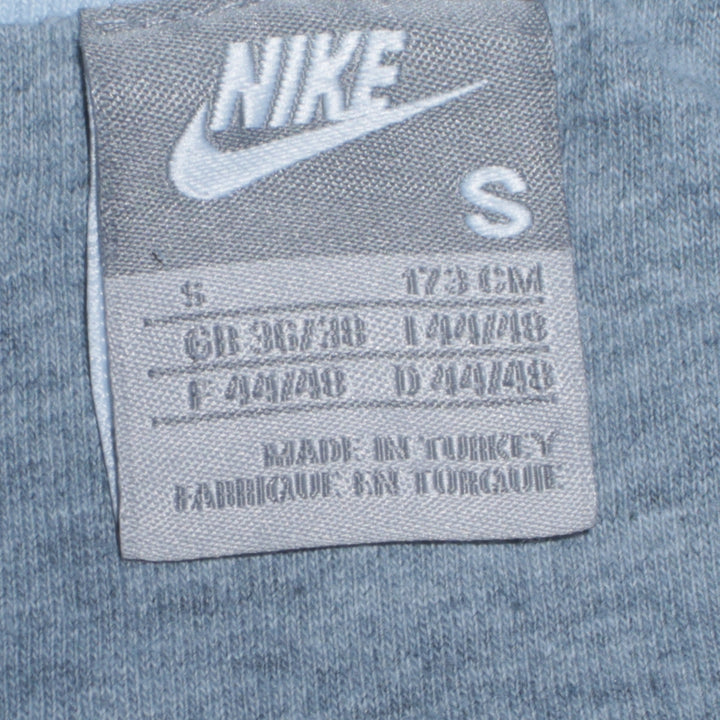 NIKE
S
S 173 CM
GB 36/38 I 44/48
F 44/48 D 44/48
MADE IN TURKEY
FABRIQUE EN TURQUIE